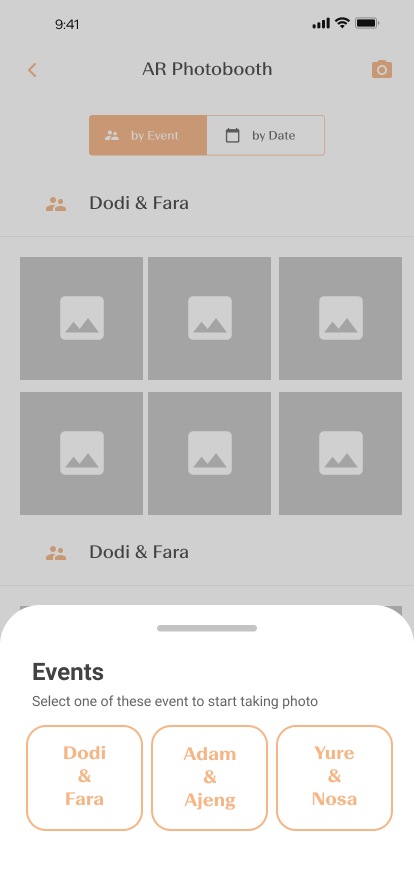 9:41
AR Photobooth
by Event
by Date
Dodi & Fara
Dodi & Fara
Events
Select one of these event to start taking photo
Dodi
&
Fara
Adam
&
Ajeng
Yure
&
Nosa